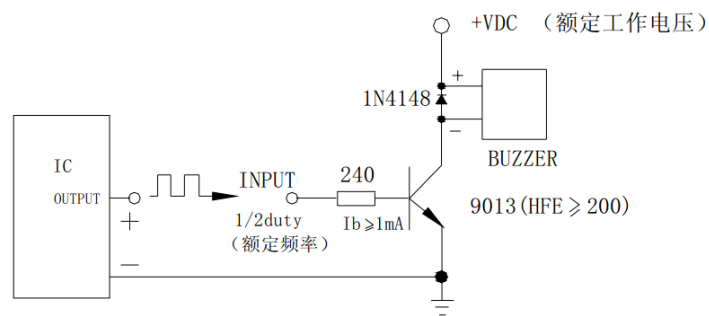 +VDC （额定工作电压）
+
1N4148
−
BUZZER
IC
OUTPUT
+
−
INPUT
1/2duty
（额定频率）
240
Ib⩾1mA
9013(HFE⩾200)